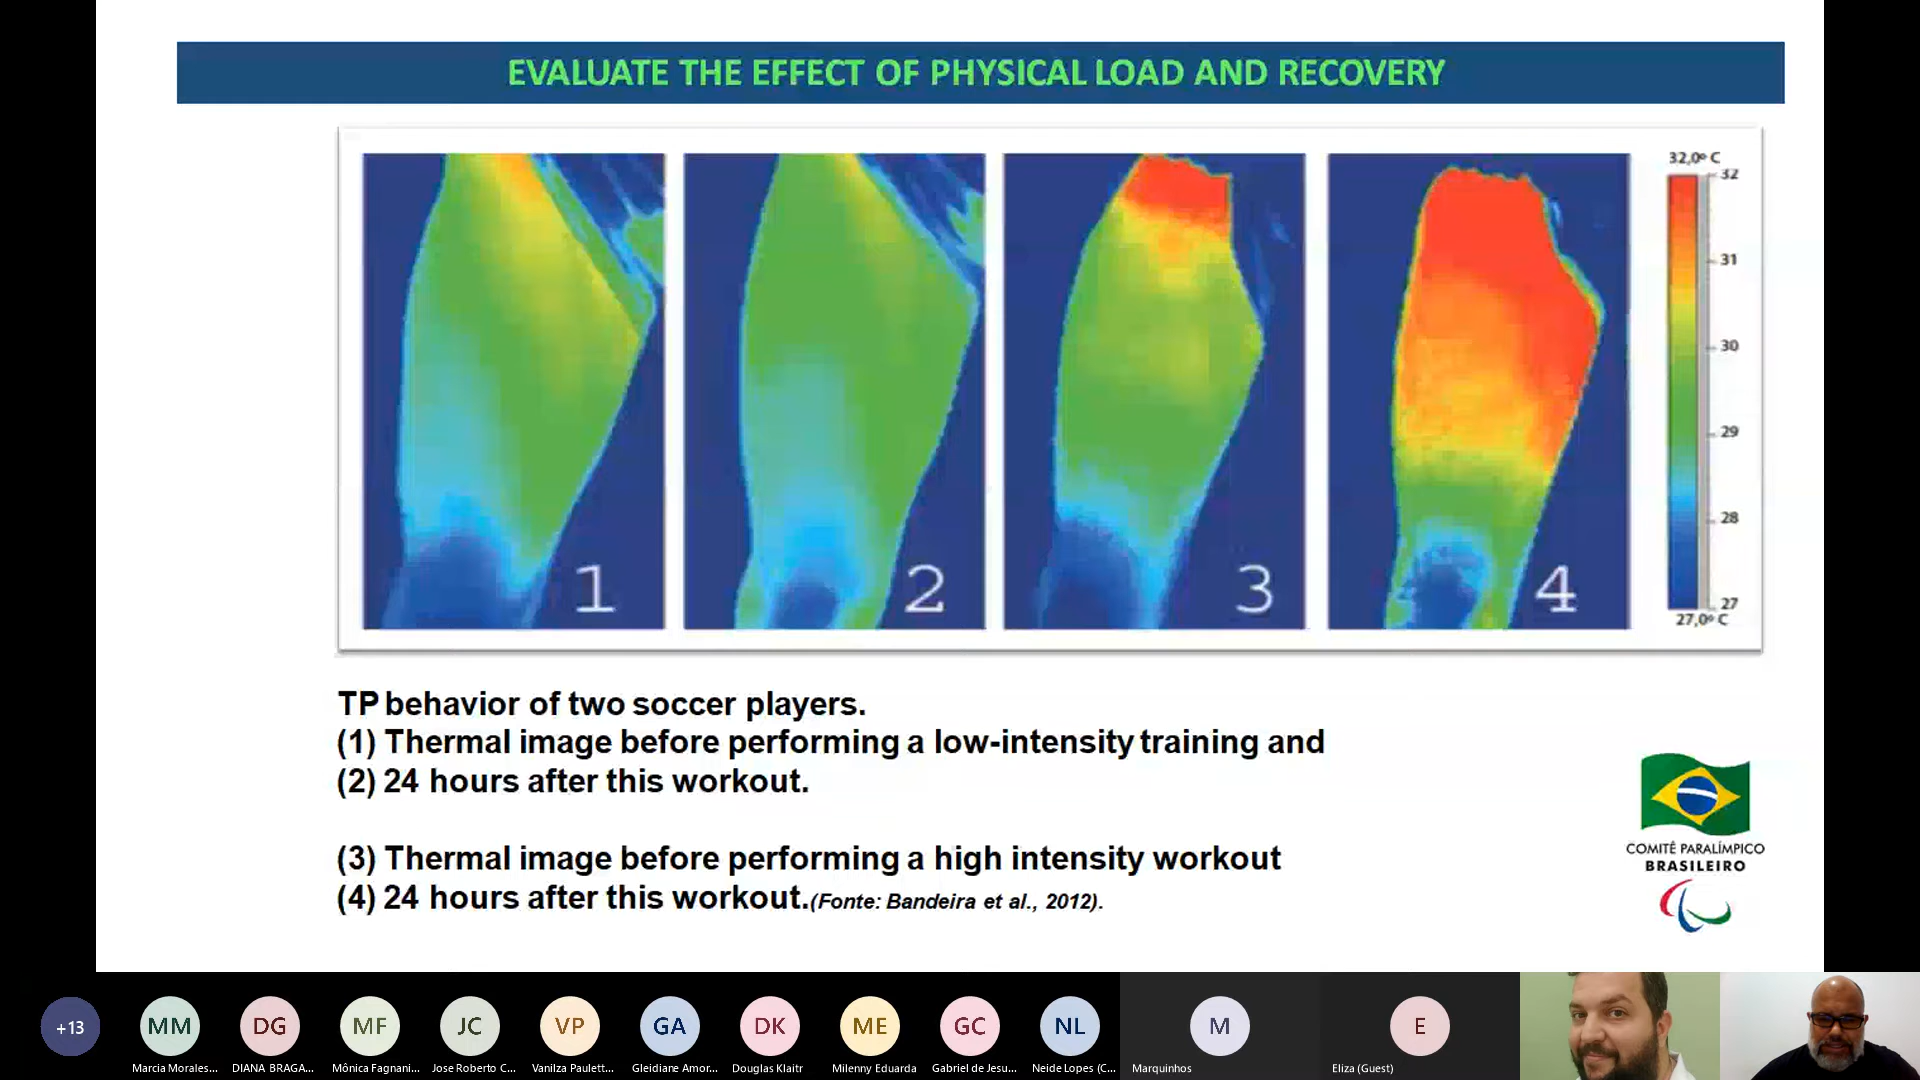 EVALUATE THE EFFECT OF PHYSICAL LOAD AND RECOVERY
32,0º C
32
31
30
29
28
27
27,0º C
1
2
3
4
TP behavior of two soccer players.
(1) Thermal image before performing a low-intensity training and
(2) 24 hours after this workout.
(3) Thermal image before performing a high intensity workout
(4) 24 hours after this workout.(Fonte: Bandeira et al., 2012).
COMITÊ PARALÍMPICO
BRASILEIRO
+13
MM
DG
MF
JC
VP
GA
DK
ME
GC
NL
M
E
Marcia Morales...
DIANA BRAGA...
Mônica Fagnani...
Jose Roberto C...
Vanilza Paulett...
Gleidiane Amor...
Douglas Klaitr
Milenny Eduarda
Gabriel de Jesu...
Neide Lopes (C...
Marquinhos
Eliza (Guest)